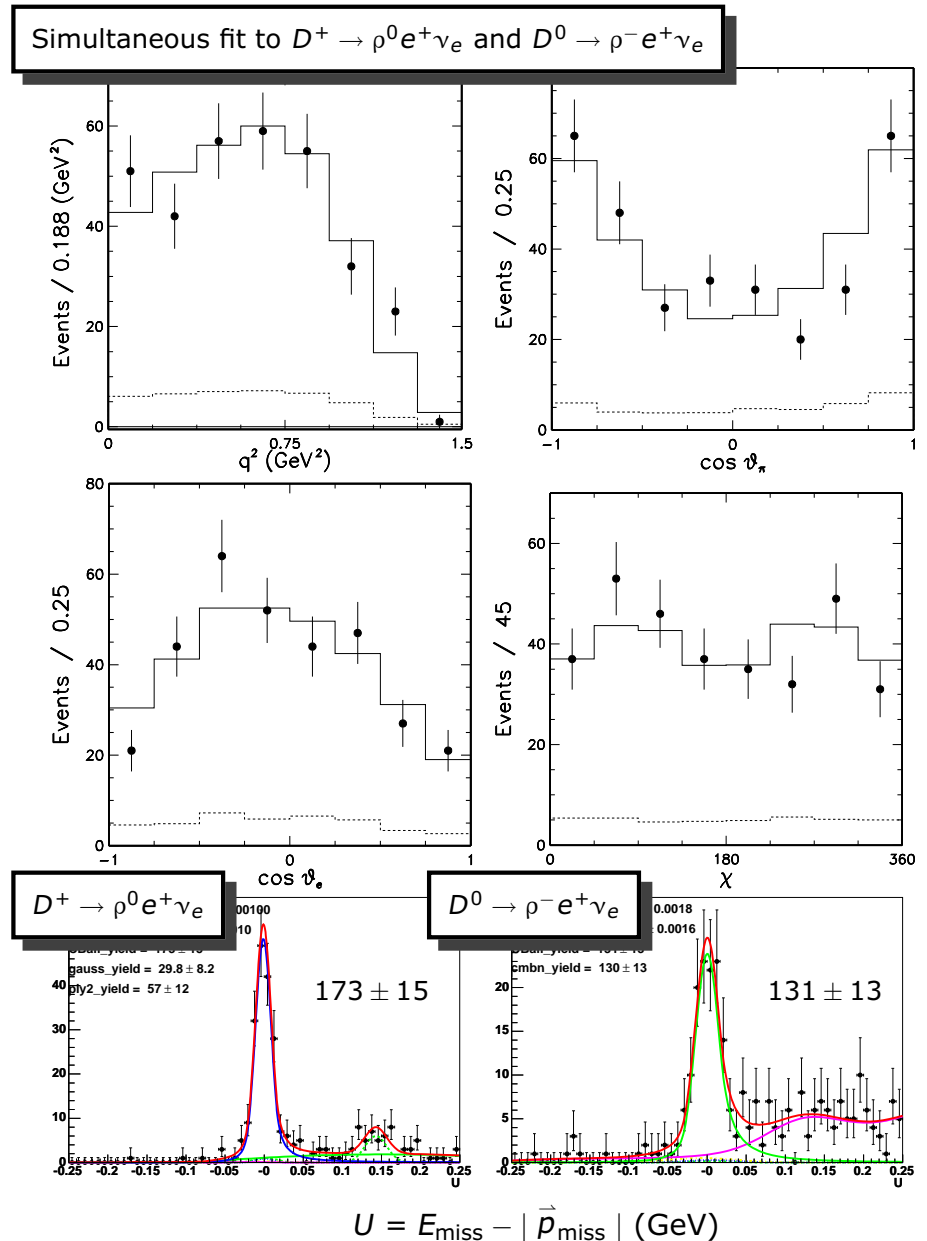 Simultaneous fit to D⁺ → ρ⁰e⁺νₑ and D⁰ → ρ⁻e⁺νₑ
Events / 0.188 (GeV²)
60
40
20
0
0 0.75 1.5
q² (GeV²)
Events / 0.25
60
40
20
0
−1 0 1
cos ϑ_π
Events / 0.25
80
60
40
20
0
−1 0 1
cos ϑₑ
Events / 45
60
40
20
0
0 180 360
χ
D⁺ → ρ⁰e⁺νₑ
gauss_yield = 29.8 ± 8.2
ply2_yield = 57 ± 12
173 ± 15
40
30
20
10
0
-0.25 -0.2 -0.15 -0.1 -0.05 -0 0.05 0.1 0.15 0.2 0.25
U
D⁰ → ρ⁻e⁺νₑ
0.0018
± 0.0016
cmbn_yield = 130 ± 13
131 ± 13
20
15
10
5
0
-0.25 -0.2 -0.15 -0.1 -0.05 -0 0.05 0.1 0.15 0.2 0.25
U
U = E_miss − | p⃗_miss | (GeV)